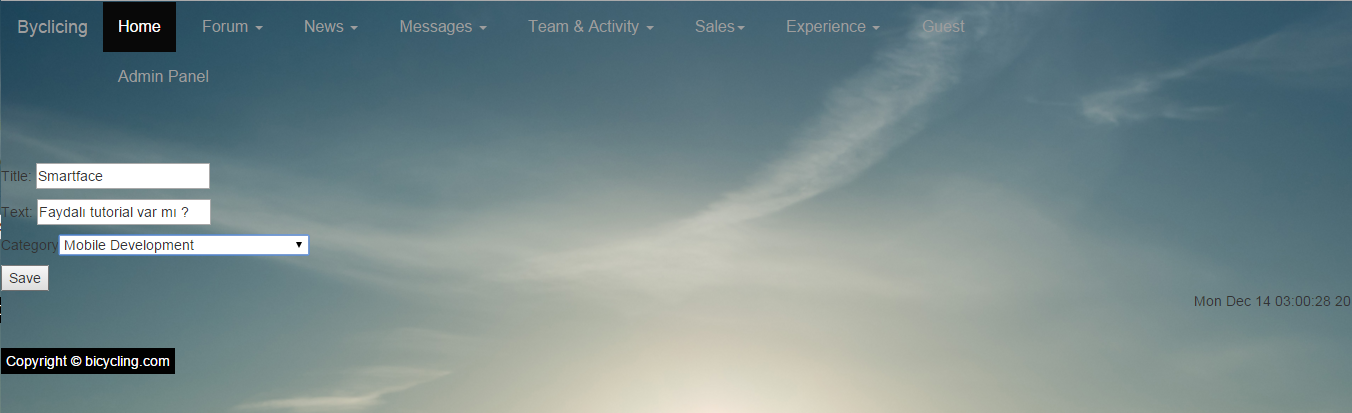 Byclicing Home Forum News Messages Team & Activity Sales Experience Guest
Admin Panel
Title: Smartface
Text: Faydalı tutorial var mı ?
Category Mobile Development
Save
Mon Dec 14 03:00:28 20
Copyright © bicycling.com